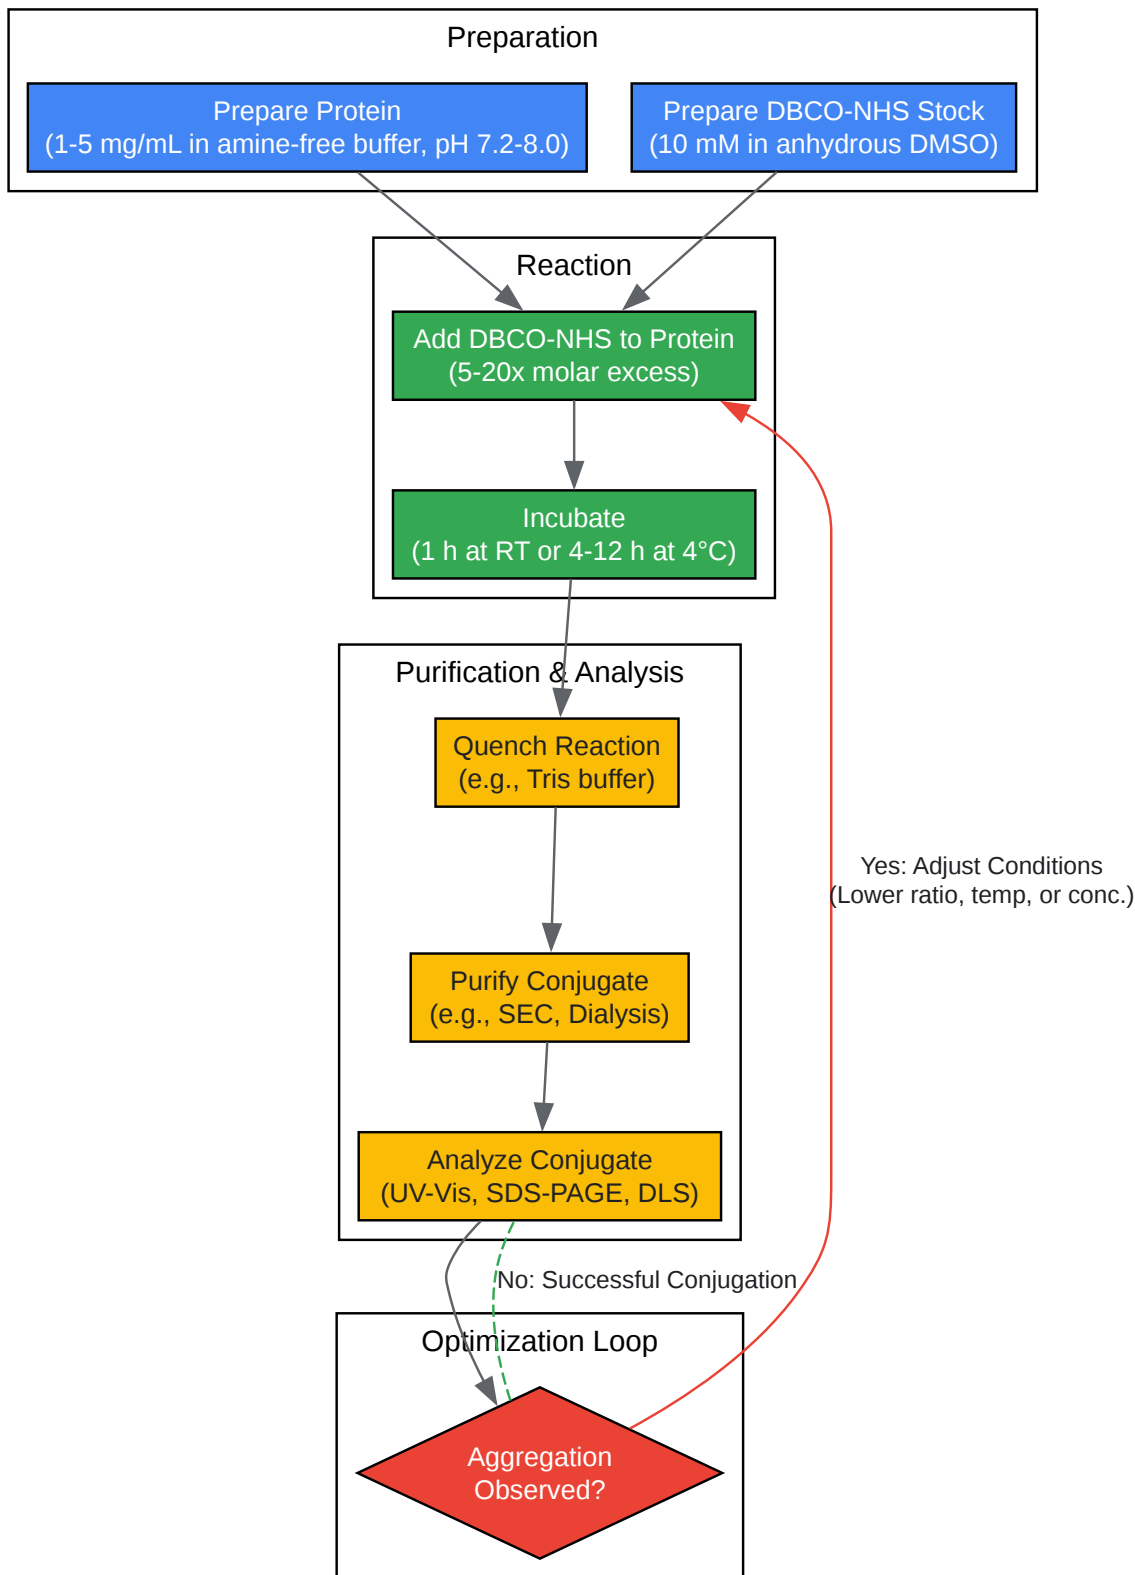 Preparation
Prepare Protein
(1-5 mg/mL in amine-free buffer, pH 7.2-8.0)
Prepare DBCO-NHS Stock
(10 mM in anhydrous DMSO)
Reaction
Add DBCO-NHS to Protein
(5-20x molar excess)
Incubate
(1 h at RT or 4-12 h at 4°C)
Purification & Analysis
Quench Reaction
(e.g., Tris buffer)
Yes: Adjust Conditions
(Lower ratio, temp, or conc.)
Purify Conjugate
(e.g., SEC, Dialysis)
Analyze Conjugate
(UV-Vis, SDS-PAGE, DLS)
No: Successful Conjugation
Optimization Loop
Aggregation
Observed?